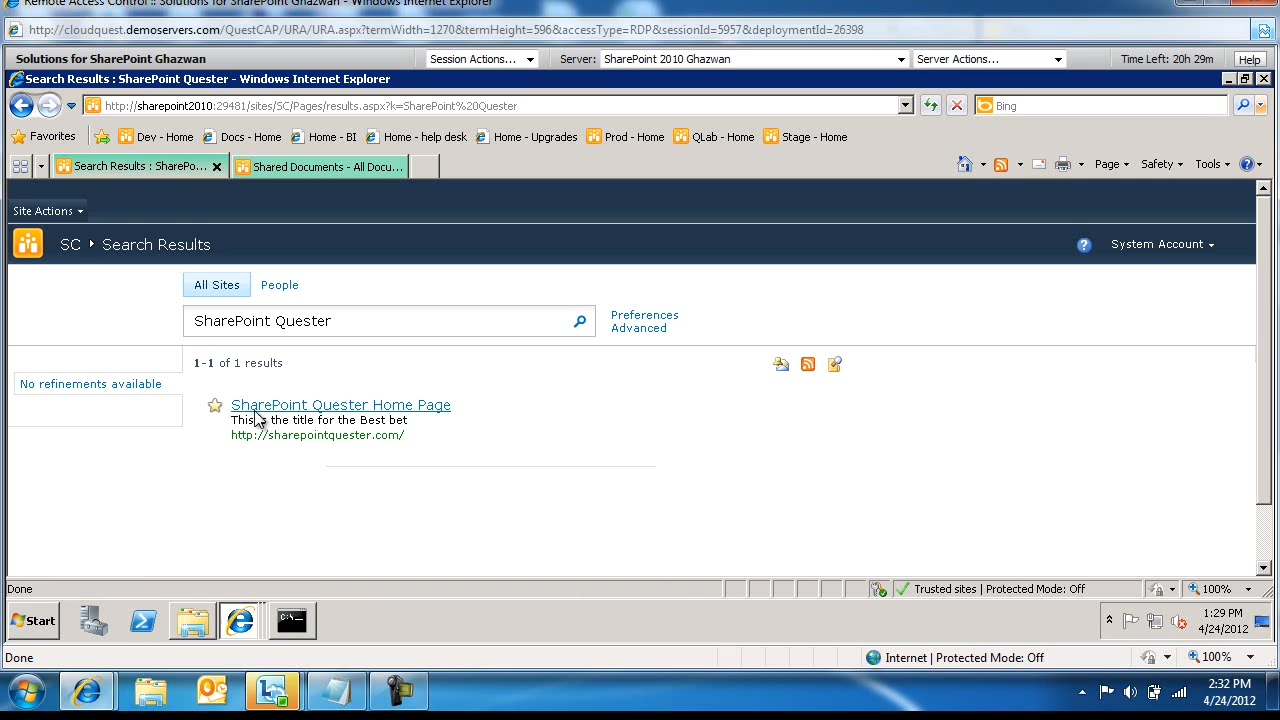 Remote Access Control :: Solutions for SharePoint Ghazwan - Windows Internet Explorer
http://cloudquest.demoservers.com/QuestCAP/URA/URA.aspx?termWidth=1270&termHeight=596&accessType=RDP&sessionId=5957&deploymentId=26398
Solutions for SharePoint Ghazwan Session Actions... Server: SharePoint 2010 Ghazwan Server Actions... Time Left: 20h 29m Help
Search Results : SharePoint Quester - Windows Internet Explorer
http://sharepoint2010:29481/sites/SC/Pages/results.aspx?k=SharePoint%20Quester Bing
Favorites Dev - Home Docs - Home Home - BI Home - help desk Home - Upgrades Prod - Home QLab - Home Stage - Home
Search Results : SharePo... Shared Documents - All Docu... Page Safety Tools
Site Actions
SC Search Results System Account
All Sites People
SharePoint Quester Preferences
Advanced
1-1 of 1 results
No refinements available
SharePoint Quester Home Page
This is the title for the Best bet
http://sharepointquester.com/
Done Trusted sites | Protected Mode: Off 100%
Start 1:29 PM
4/24/2012
Done Internet | Protected Mode: Off 100%
2:32 PM
4/24/2012